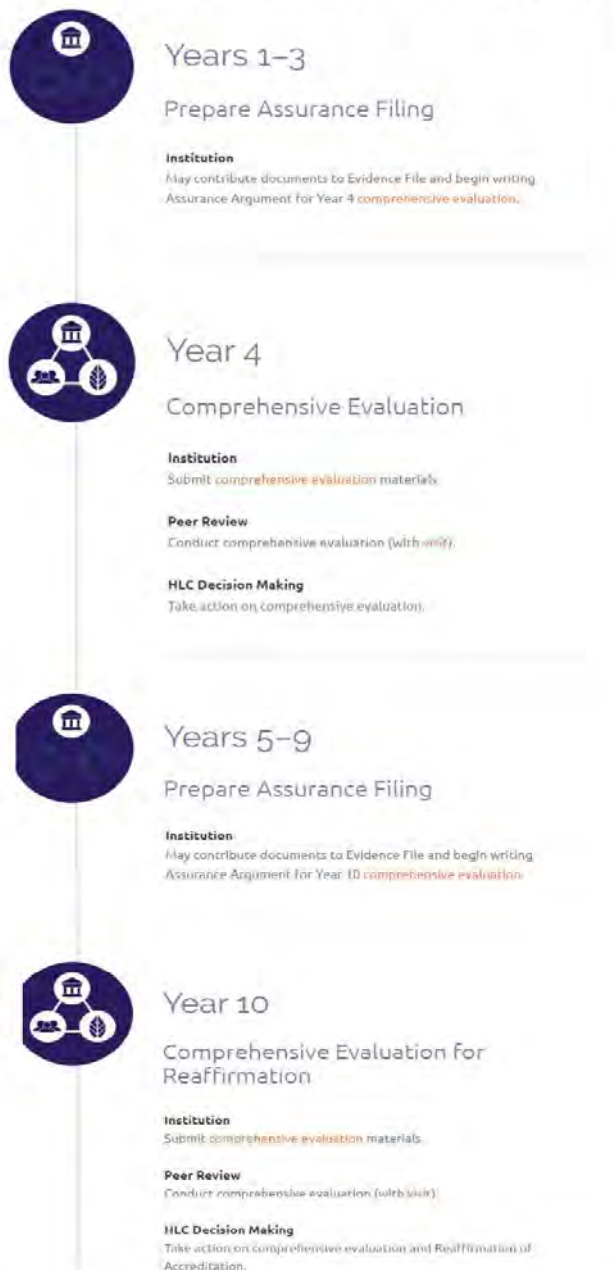 Years 1–3
Prepare Assurance Filing
Institution
May contribute documents to Evidence File and begin writing
Assurance Argument for Year 4 comprehensive evaluation.
Year 4
Comprehensive Evaluation
Institution
Submit comprehensive evaluation materials.
Peer Review
Conduct comprehensive evaluation (with visit).
HLC Decision Making
Take action on comprehensive evaluation.
Years 5–9
Prepare Assurance Filing
Institution
May contribute documents to Evidence File and begin writing
Assurance Argument for Year 10 comprehensive evaluation.
Year 10
Comprehensive Evaluation for
Reaffirmation
Institution
Submit comprehensive evaluation materials.
Peer Review
Conduct comprehensive evaluation (with visit).
HLC Decision Making
Take action on comprehensive evaluation and Reaffirmation of
Accreditation.